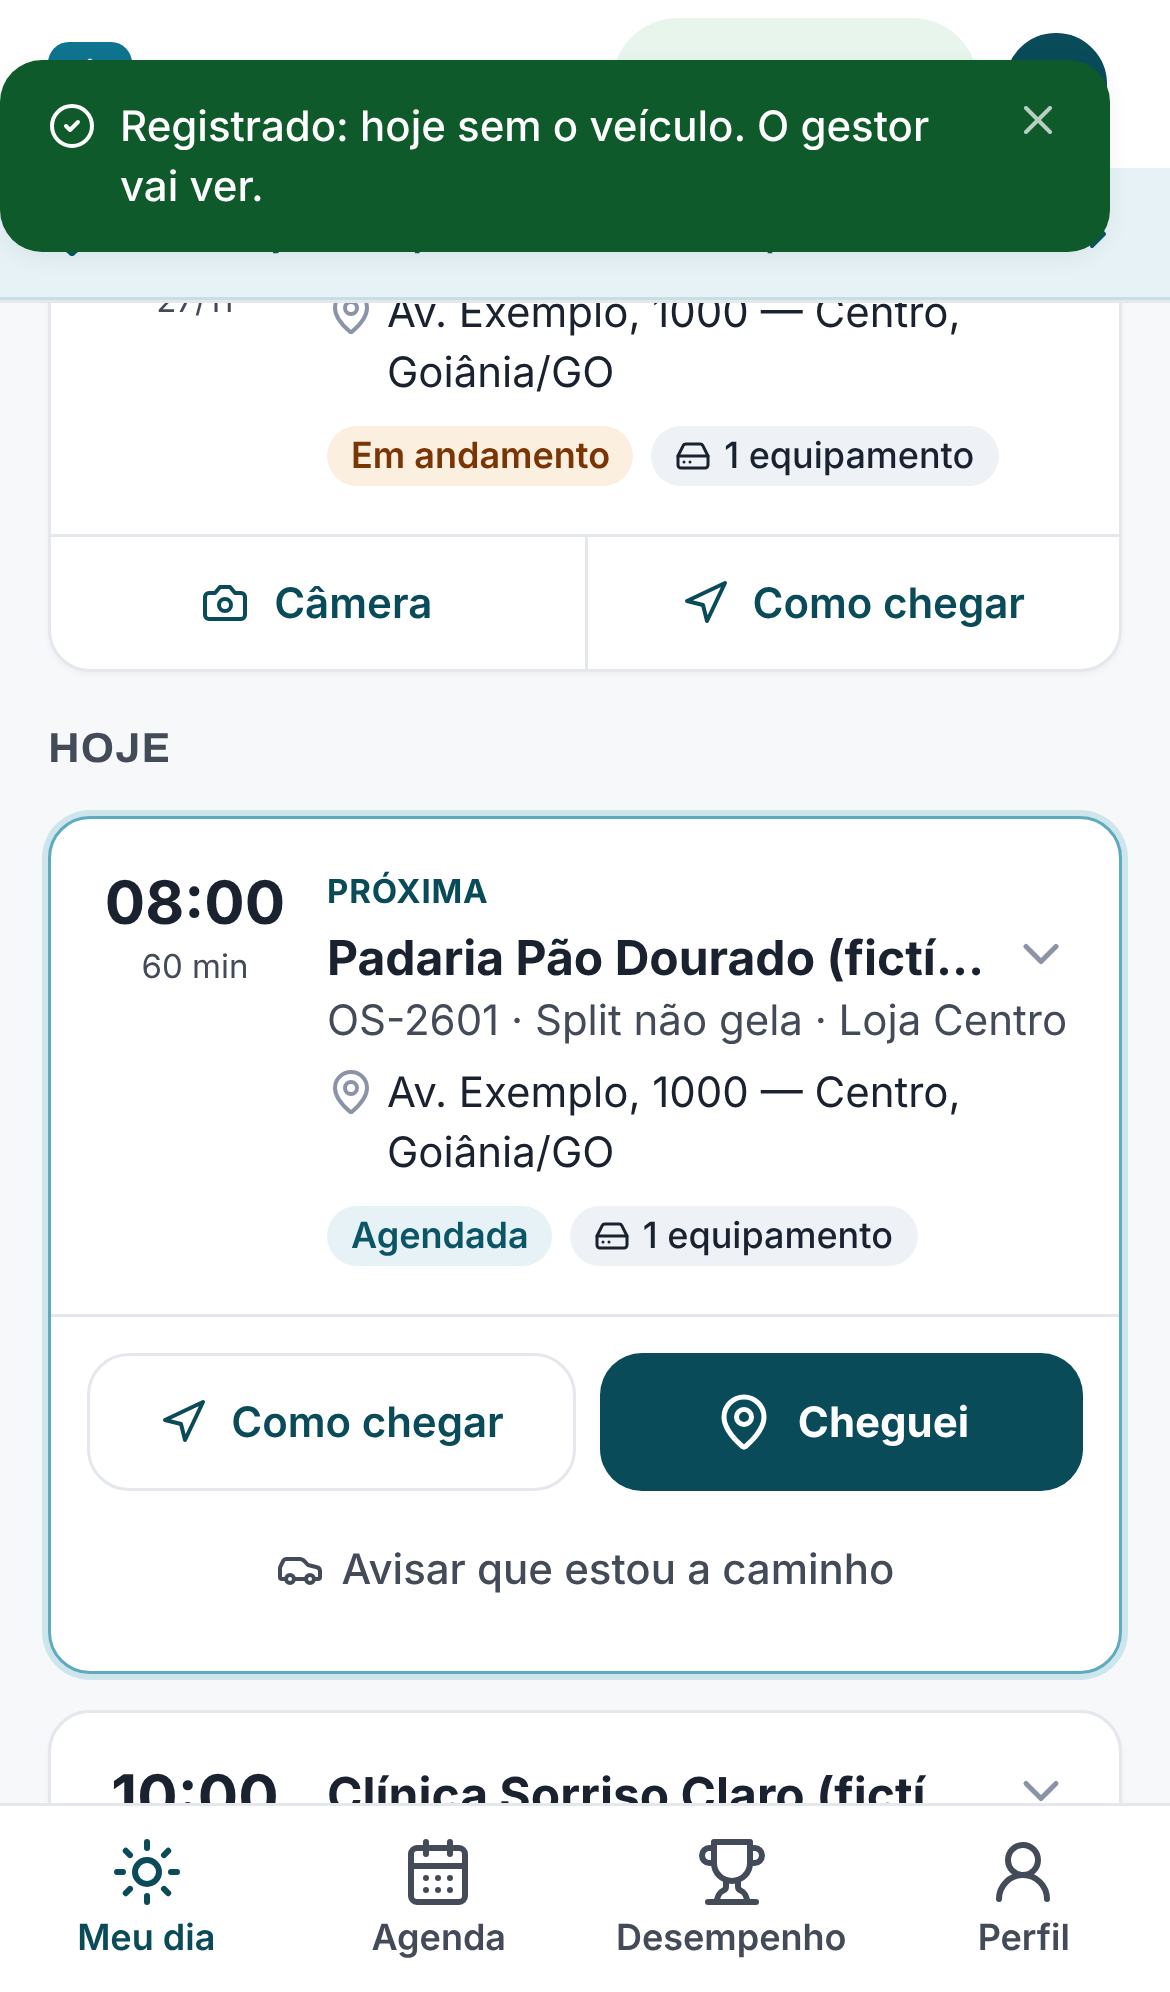 Registrado: hoje sem o veículo. O gestor
vai ver.
27/11
Av. Exemplo, 1000 — Centro,
Goiânia/GO
Em andamento
1 equipamento
Câmera
Como chegar
HOJE
08:00
60 min
PRÓXIMA
Padaria Pão Dourado (fictí...
OS-2601 · Split não gela · Loja Centro
Av. Exemplo, 1000 — Centro,
Goiânia/GO
Agendada
1 equipamento
Como chegar
Cheguei
Avisar que estou a caminho
10:00
Clínica Sorriso Claro (fictí
Meu dia
Agenda
Desempenho
Perfil